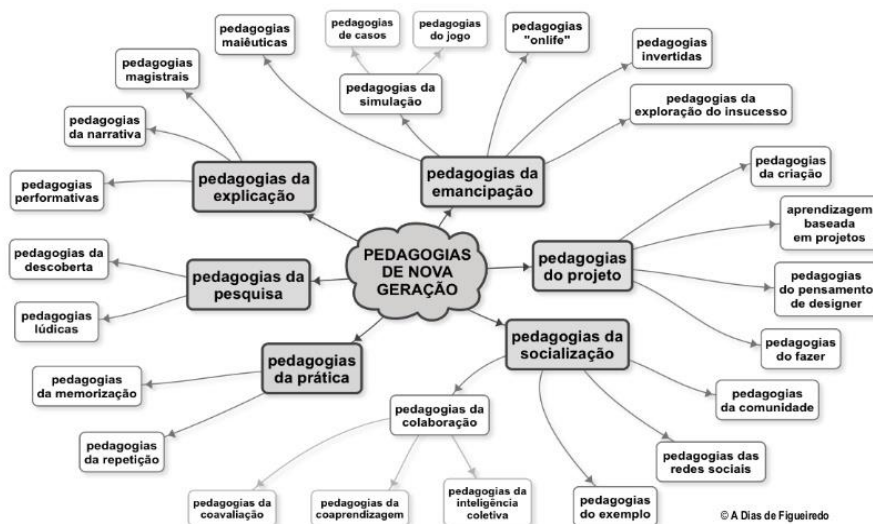 pedagogias
maiêuticas
pedagogias
de casos
pedagogias
do jogo
pedagogias
"onlife"
pedagogias
invertidas
pedagogias
magistrais
pedagogias da
simulação
pedagogias da
exploração do insucesso
pedagogias
da narrativa
pedagogias da
explicação
pedagogias da
emancipação
pedagogias
da criação
pedagogias
performativas
aprendizagem
baseada
em projetos
pedagogias da
descoberta
pedagogias da
pesquisa
PEDAGOGIAS
DE NOVA
GERAÇÃO
pedagogias
do projeto
pedagogias
do pensamento
de designer
pedagogias
lúdicas
pedagogias
da prática
pedagogias da
socialização
pedagogias
do fazer
pedagogias
da memorização
pedagogias da
colaboração
pedagogias
da comunidade
pedagogias
da repetição
pedagogias das
redes sociais
pedagogias da
coavaliação
pedagogias da
coaprendizagem
pedagogias da
inteligência
coletiva
pedagogias
do exemplo
© A Dias de Figueiredo